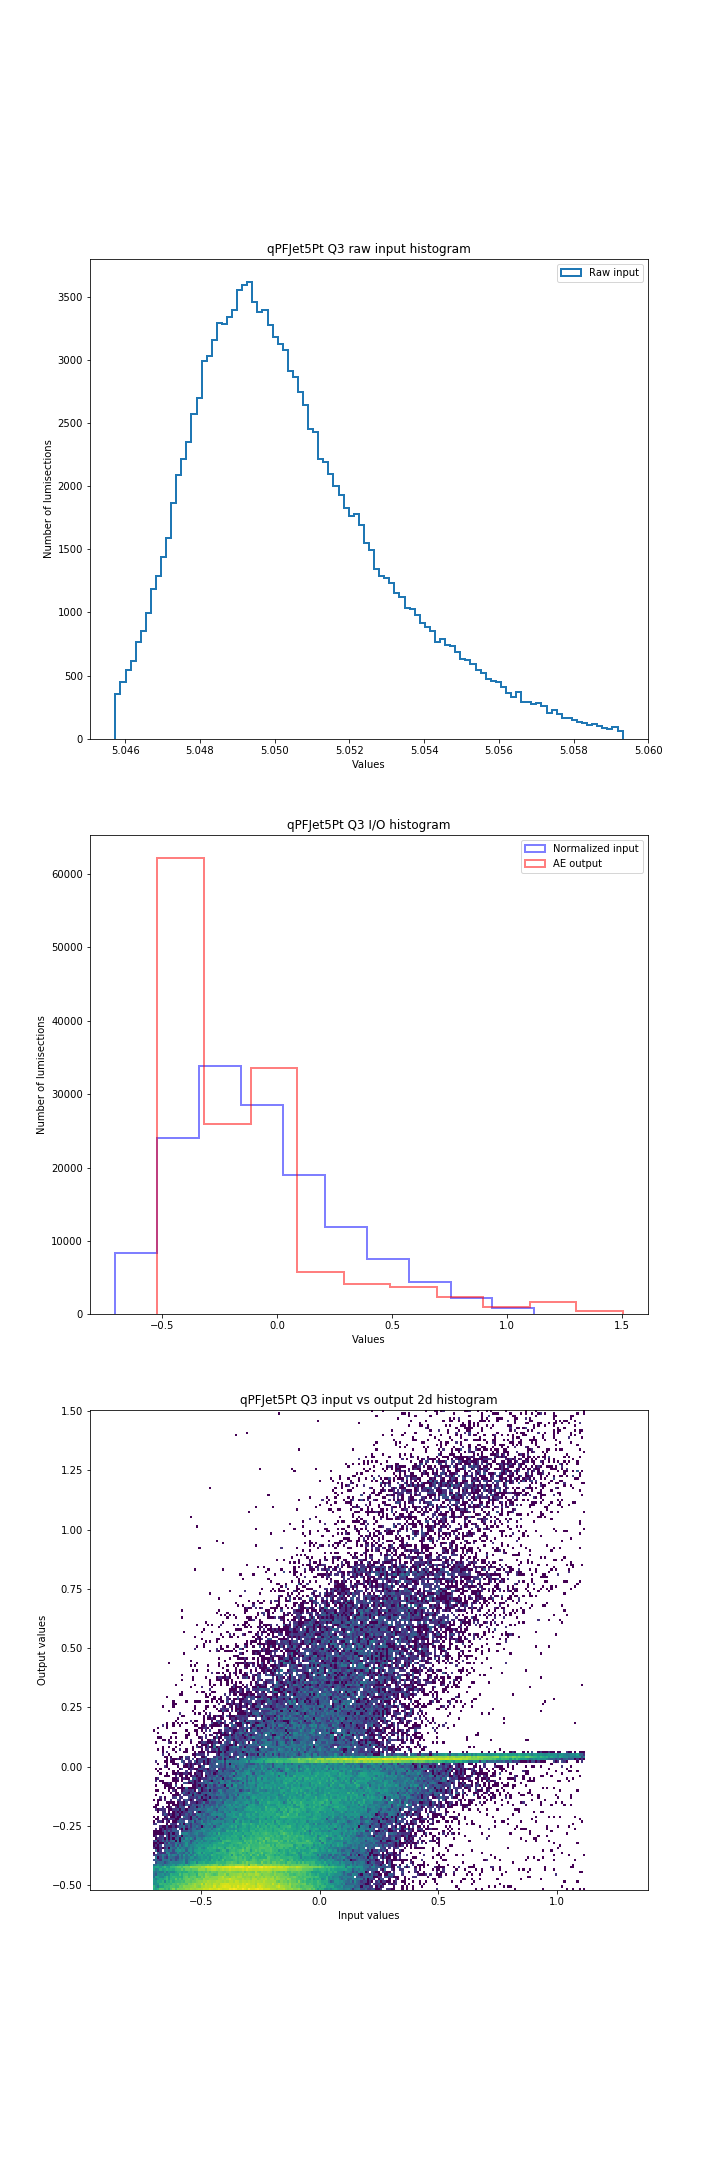 qPFJet5Pt Q3 raw input histogram
Raw input
3500
3000
2500
2000
1500
1000
500
0
Number of lumisections
5.046 5.048 5.050 5.052 5.054 5.056 5.058 5.060
Values
qPFJet5Pt Q3 I/O histogram
Normalized input
AE output
60000
50000
40000
30000
20000
10000
0
Number of lumisections
−0.5 0.0 0.5 1.0 1.5
Values
qPFJet5Pt Q3 input vs output 2d histogram
1.50
1.25
1.00
0.75
0.50
0.25
0.00
−0.25
−0.50
Output values
−0.5 0.0 0.5 1.0
Input values